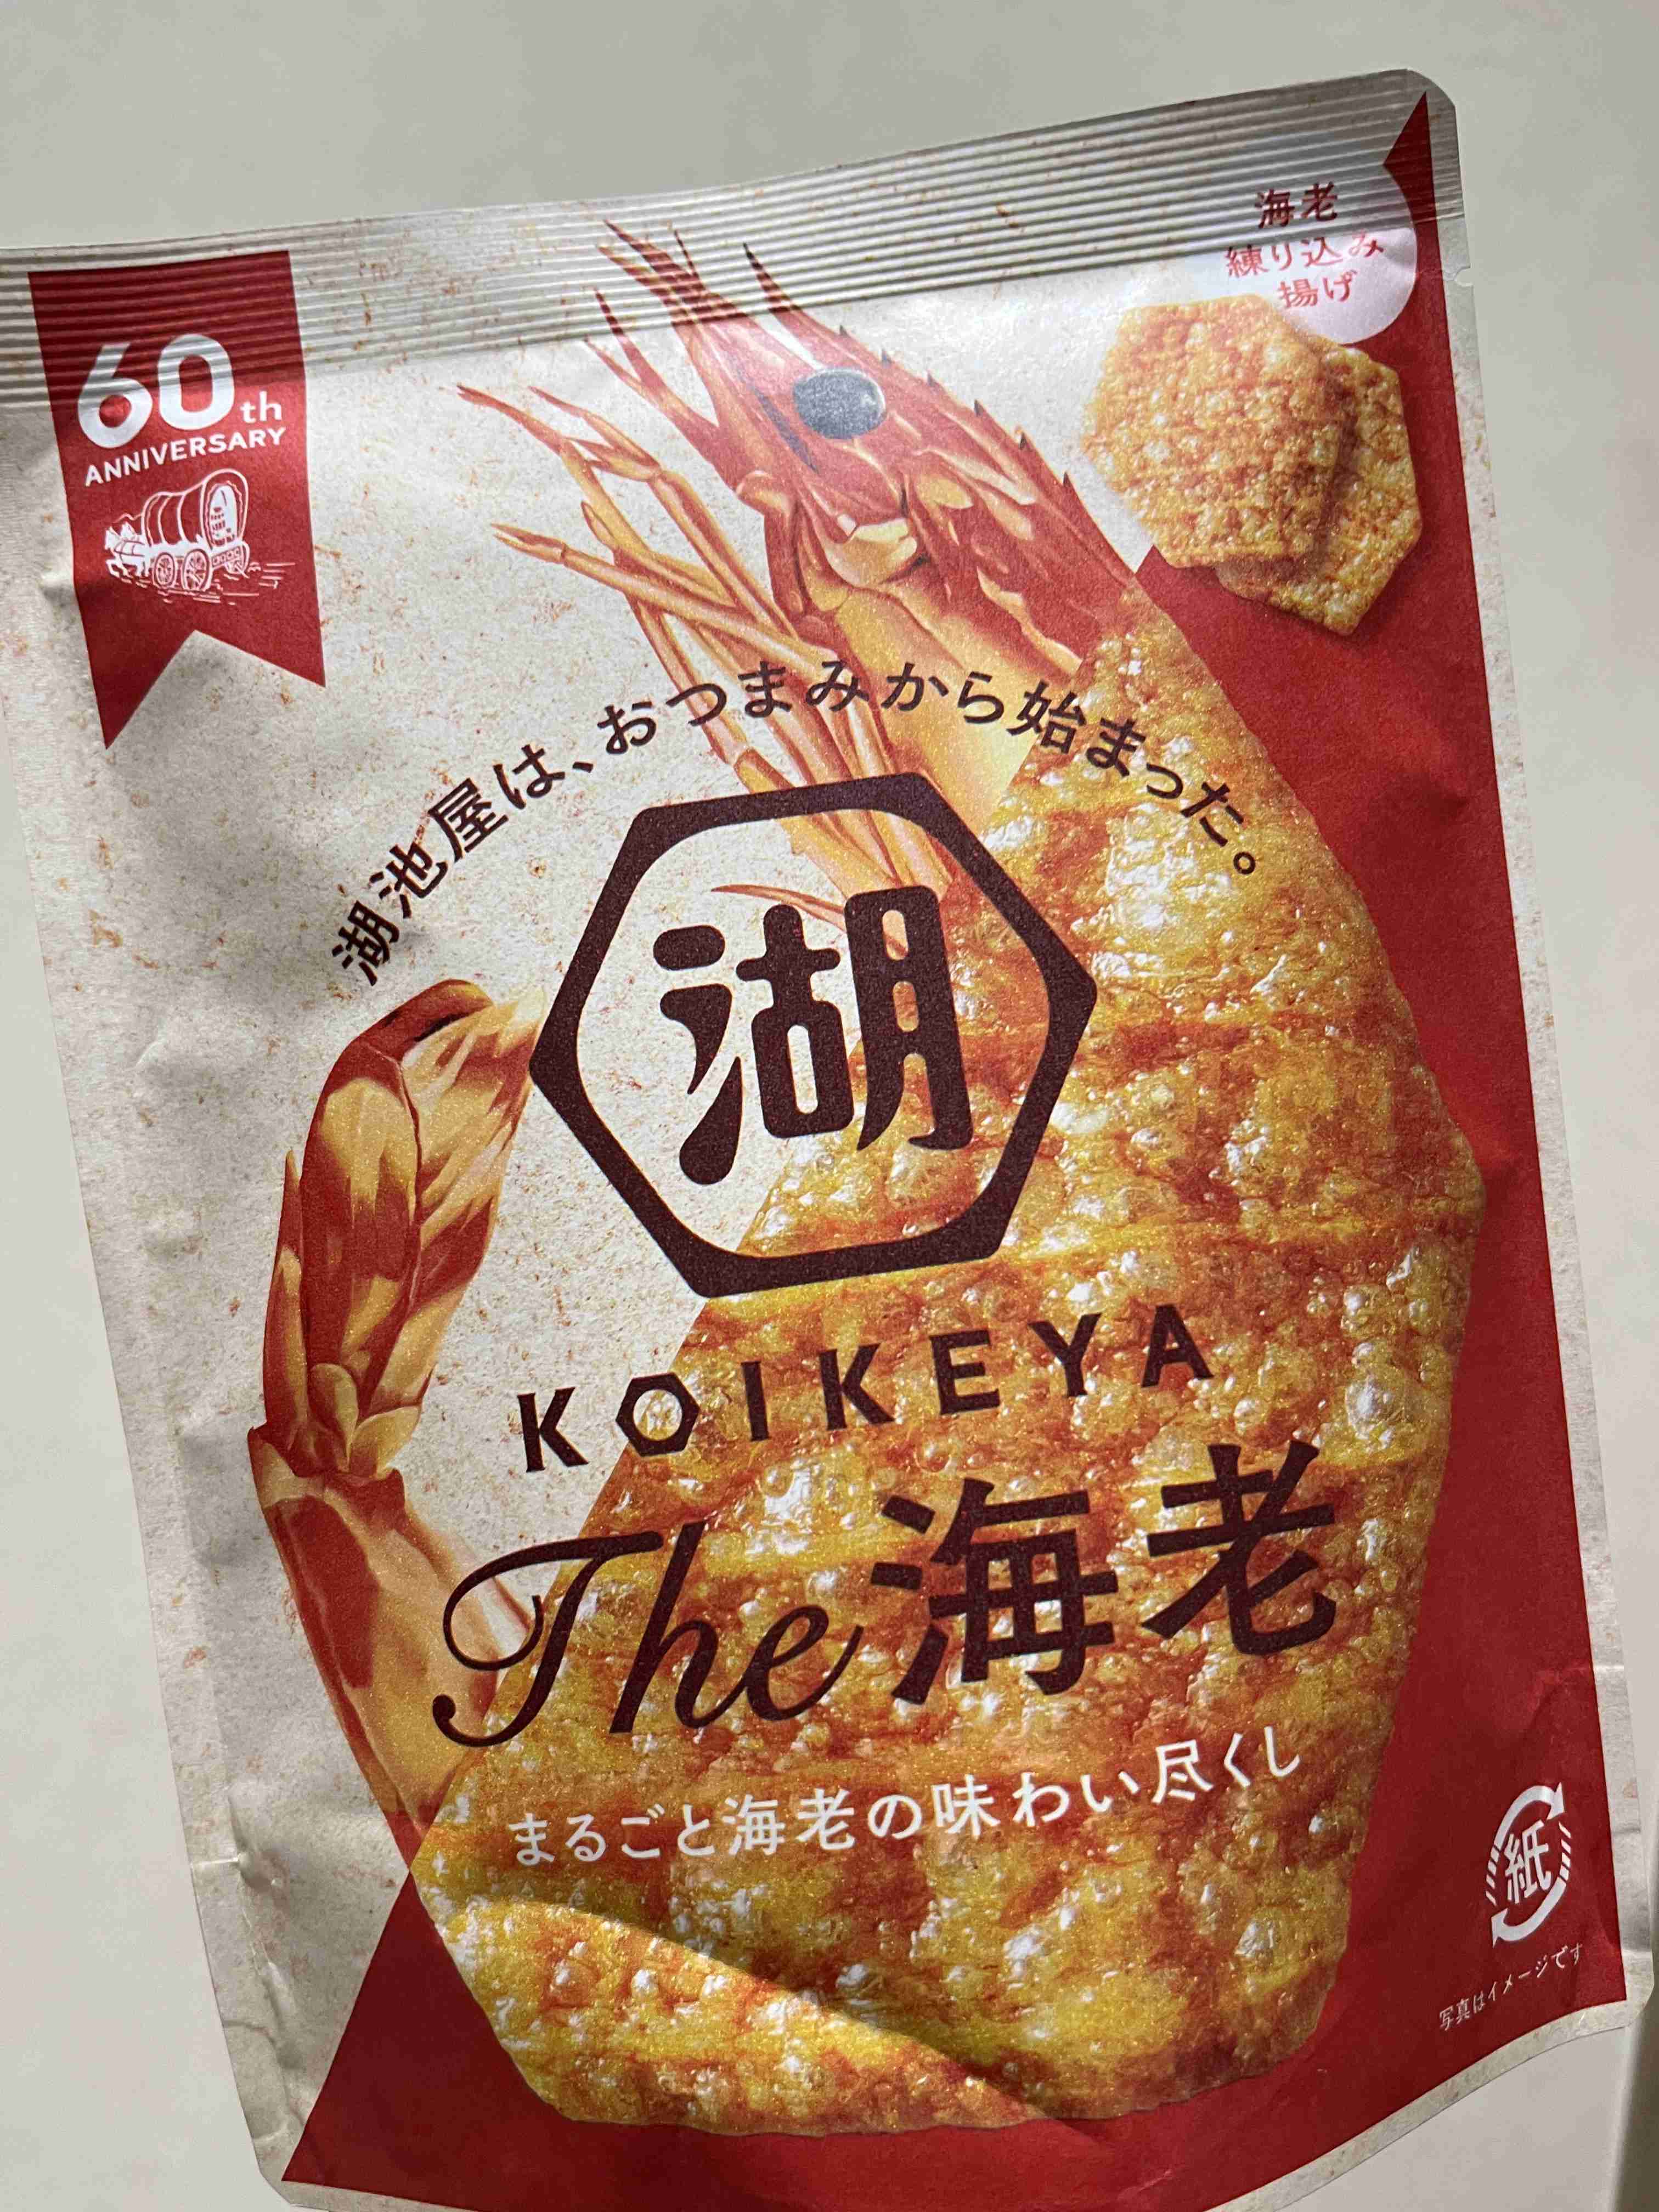 海老
練り込み
揚げ
60th
ANNIVERSARY
湖池屋は、おつまみから始まった。
湖
KOIKEYA
The海老
まるごと海老の味わい尽くし
紙
写真はイメージです